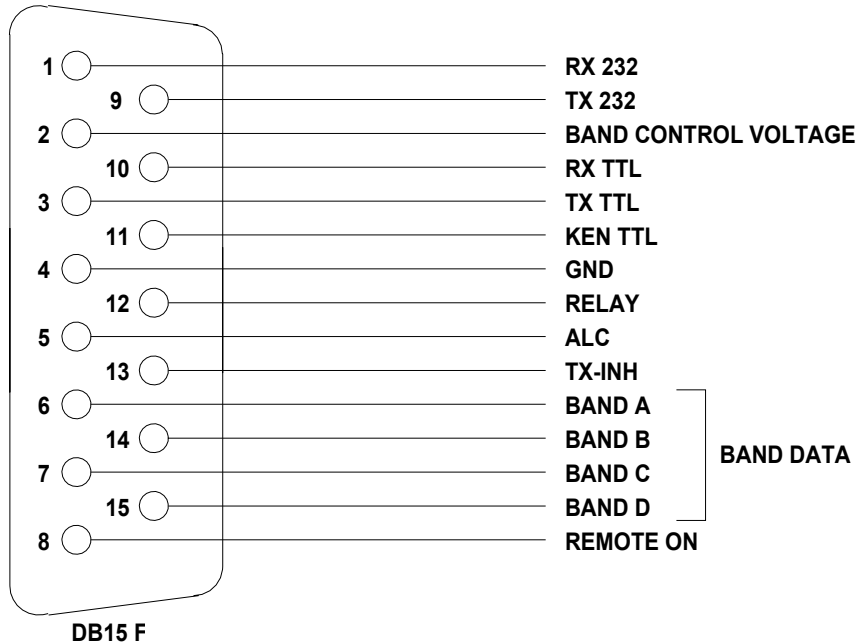 1 RX 232
9 TX 232
2 BAND CONTROL VOLTAGE
10 RX TTL
3 TX TTL
11 KEN TTL
4 GND
12 RELAY
5 ALC
13 TX-INH
6 BAND A
14 BAND B
7 BAND C
15 BAND D
8 REMOTE ON
BAND DATA
DB15 F